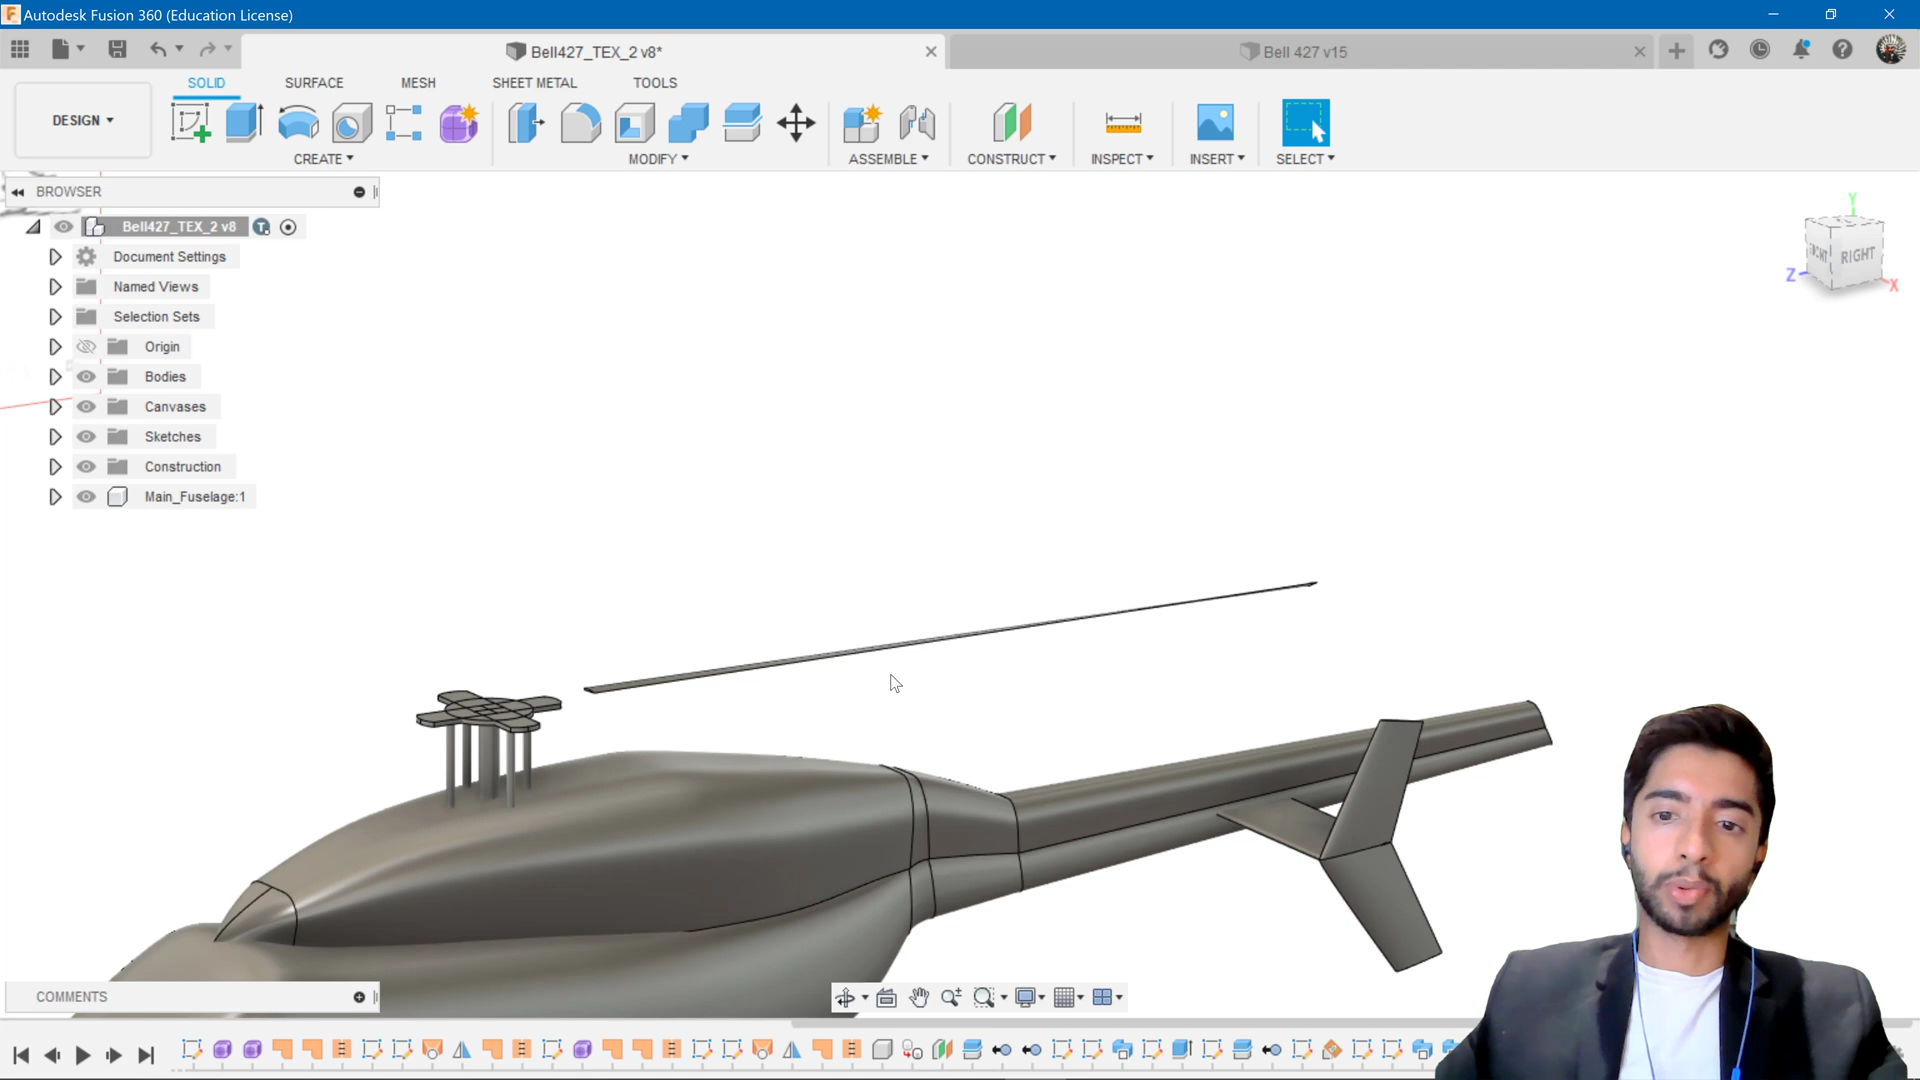 Autodesk Fusion 360 (Education License)
Bell427_TEX_2 v8*
Bell 427 v15
SOLID
SURFACE
MESH
SHEET METAL
TOOLS
DESIGN
CREATE
MODIFY
ASSEMBLE
CONSTRUCT
INSPECT
INSERT
SELECT
BROWSER
Bell427_TEX_2 v8
Document Settings
Named Views
Selection Sets
Origin
Bodies
Canvases
Sketches
Construction
Main_Fuselage:1
Y
FRONT
RIGHT
Z
X
COMMENTS